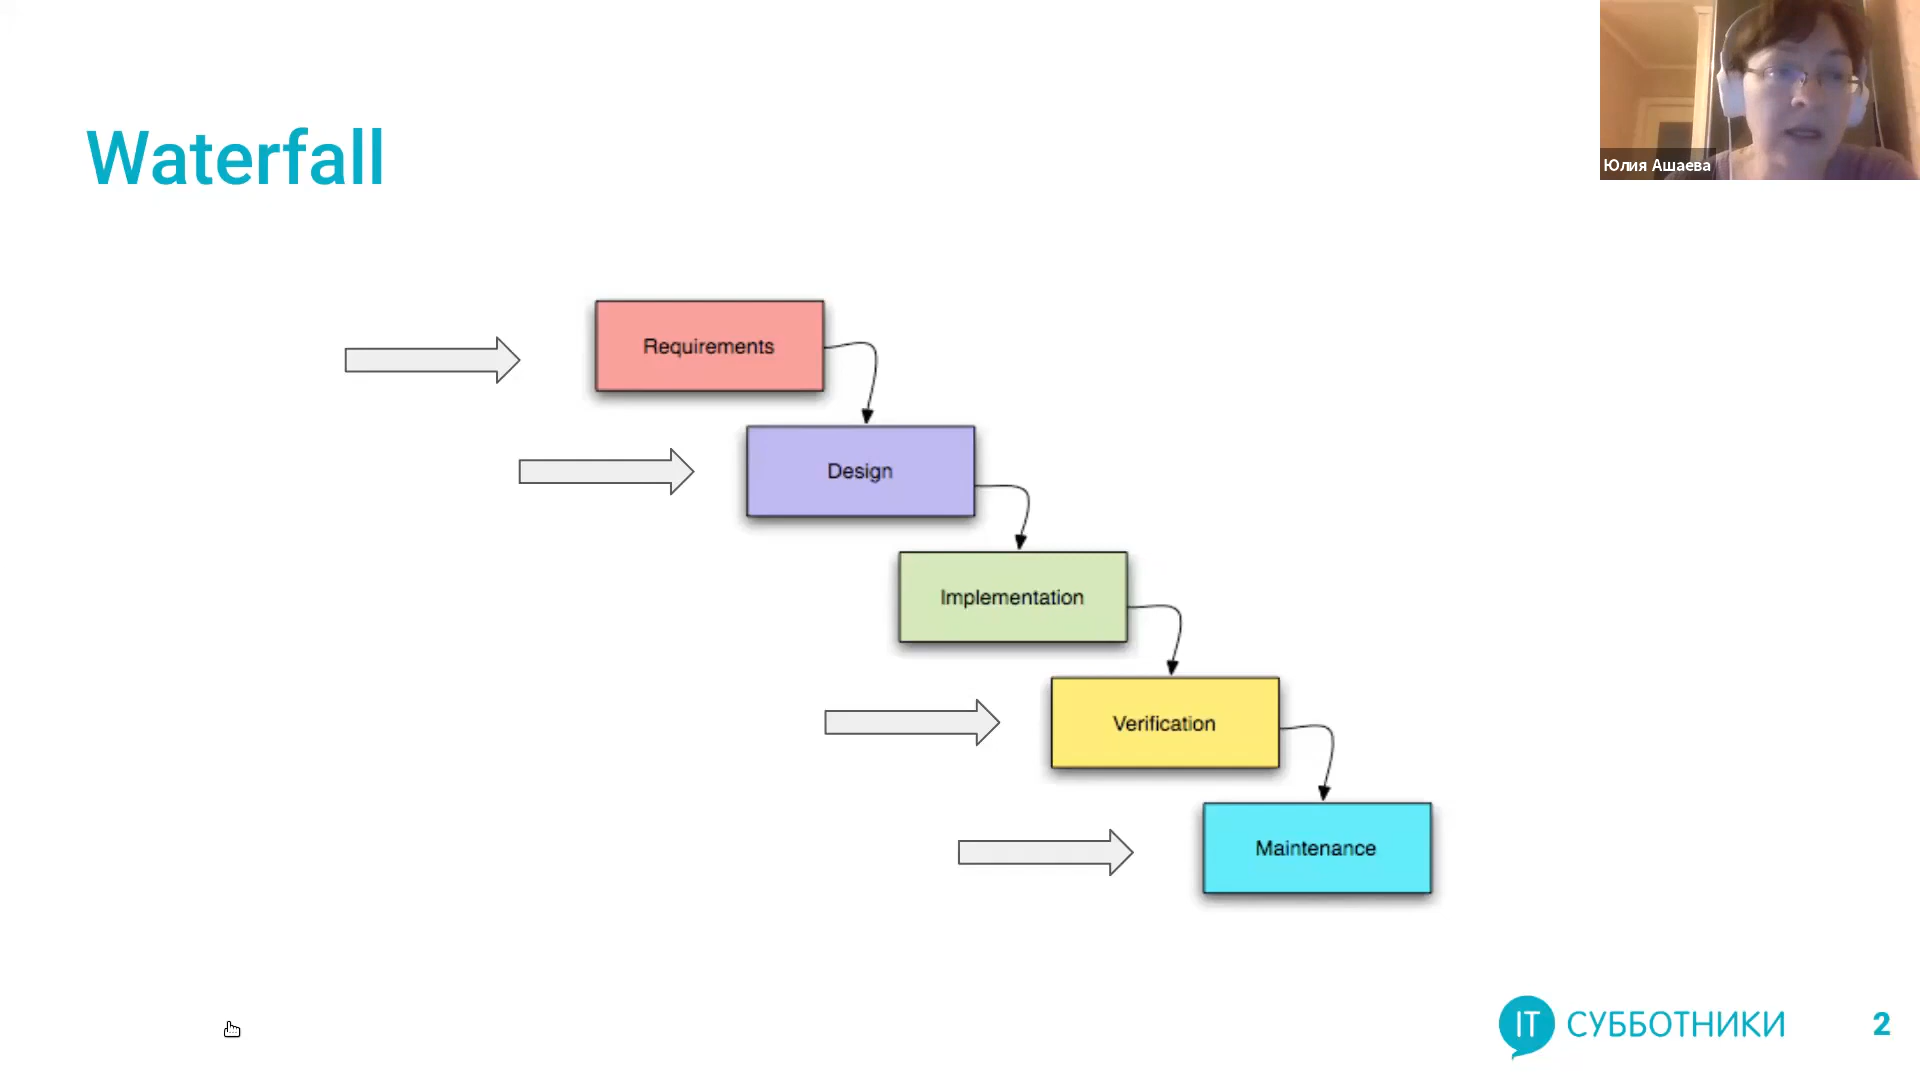 Юлия Ашаева
Waterfall
Requirements
Design
Implementation
Verification
Maintenance
IT СУББОТНИКИ
2